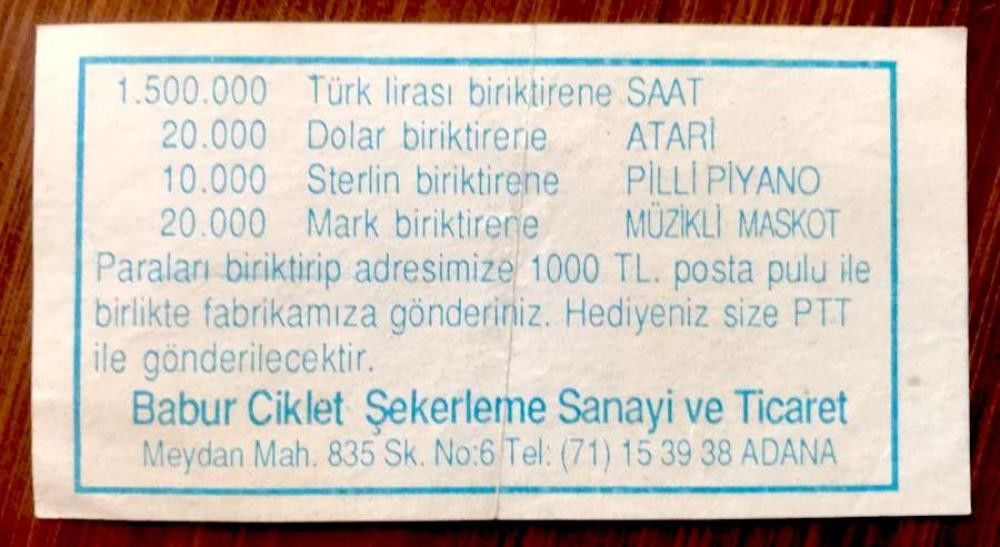 1.500.000 Türk lirası biriktirene SAAT
20.000 Dolar biriktirene ATARİ
10.000 Sterlin biriktirene PİLLİ PİYANO
20.000 Mark biriktirene MÜZİKLİ MASKOT
Paraları biriktirip adresimize 1000 TL. posta pulu ile
birlikte fabrikamıza gönderiniz. Hediyeniz size PTT
ile gönderilecektir.
Babur Ciklet Şekerleme Sanayi ve Ticaret
Meydan Mah. 835 Sk. No:6 Tel: (71) 15 39 38 ADANA